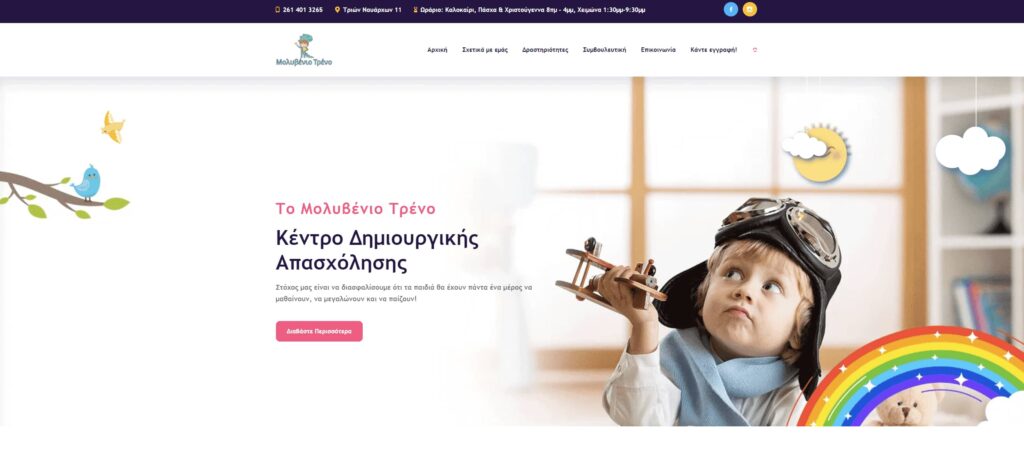 261 401 3265 Τριών Ναυάρχων 11 Ωράριο: Καλοκαίρι, Πάσχα & Χριστούγεννα 8πμ - 4μμ, Χειμώνα 1:30μμ-9:30μμ
Μολυβένιο Τρένο
Αρχική Σχετικά με εμάς Δραστηριότητες Συμβουλευτική Επικοινωνία Κάντε εγγραφή!
Το Μολυβένιο Τρένο
Κέντρο Δημιουργικής
Απασχόλησης
Στόχος μας είναι να διασφαλίσουμε ότι τα παιδιά θα έχουν πάντα ένα μέρος να
μαθαίνουν, να μεγαλώνουν και να παίζουν!
Διαβάστε Περισσότερα